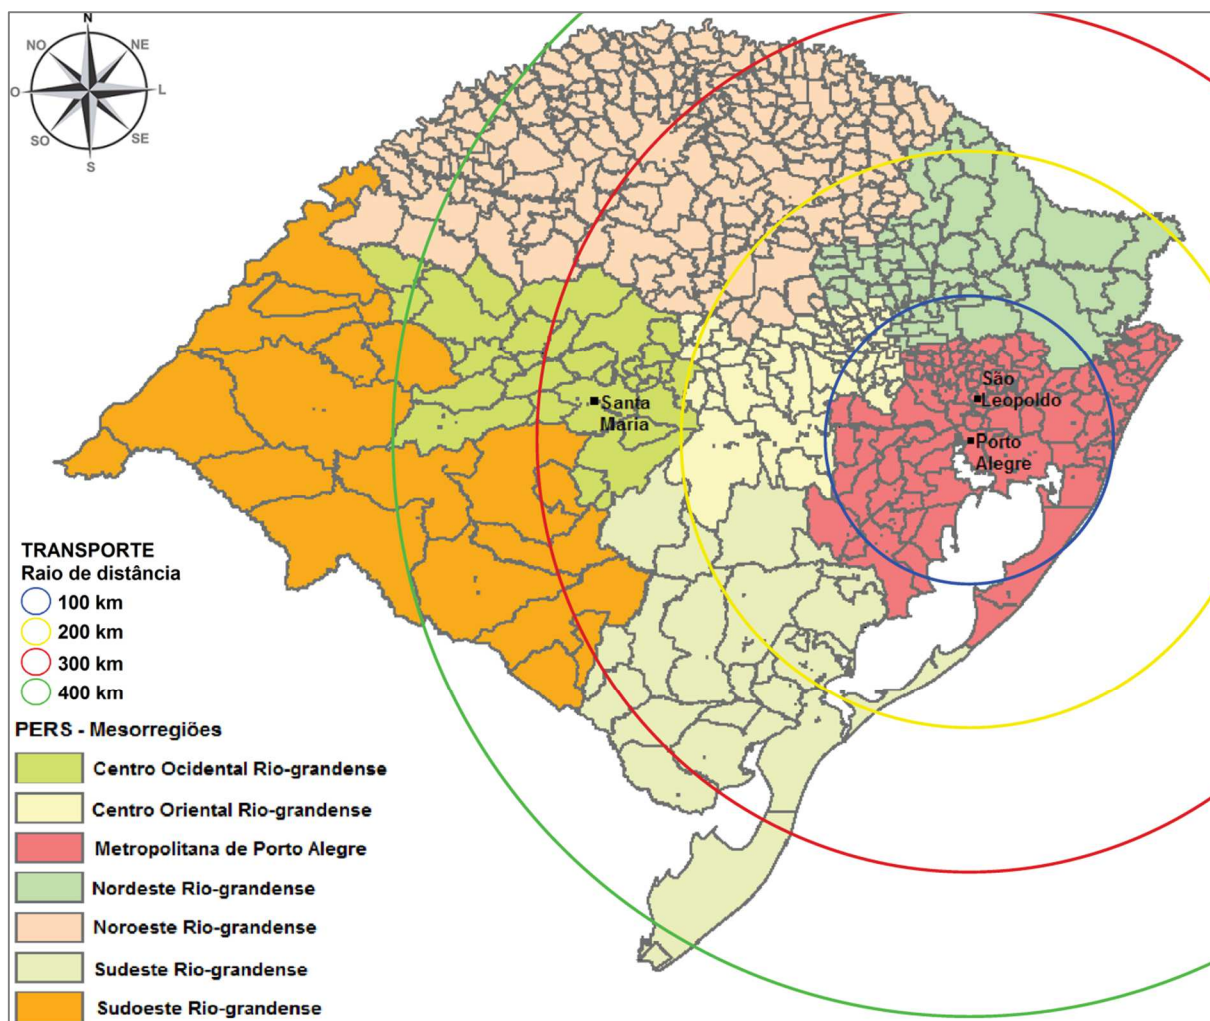 N
NO
NE
O
L
SO
SE
S
São
Leopoldo
Santa
Maria
Porto
Alegre
TRANSPORTE
Raio de distância
100 km
200 km
300 km
400 km
PERS - Mesorregiões
Centro Ocidental Rio-grandense
Centro Oriental Rio-grandense
Metropolitana de Porto Alegre
Nordeste Rio-grandense
Noroeste Rio-grandense
Sudeste Rio-grandense
Sudoeste Rio-grandense